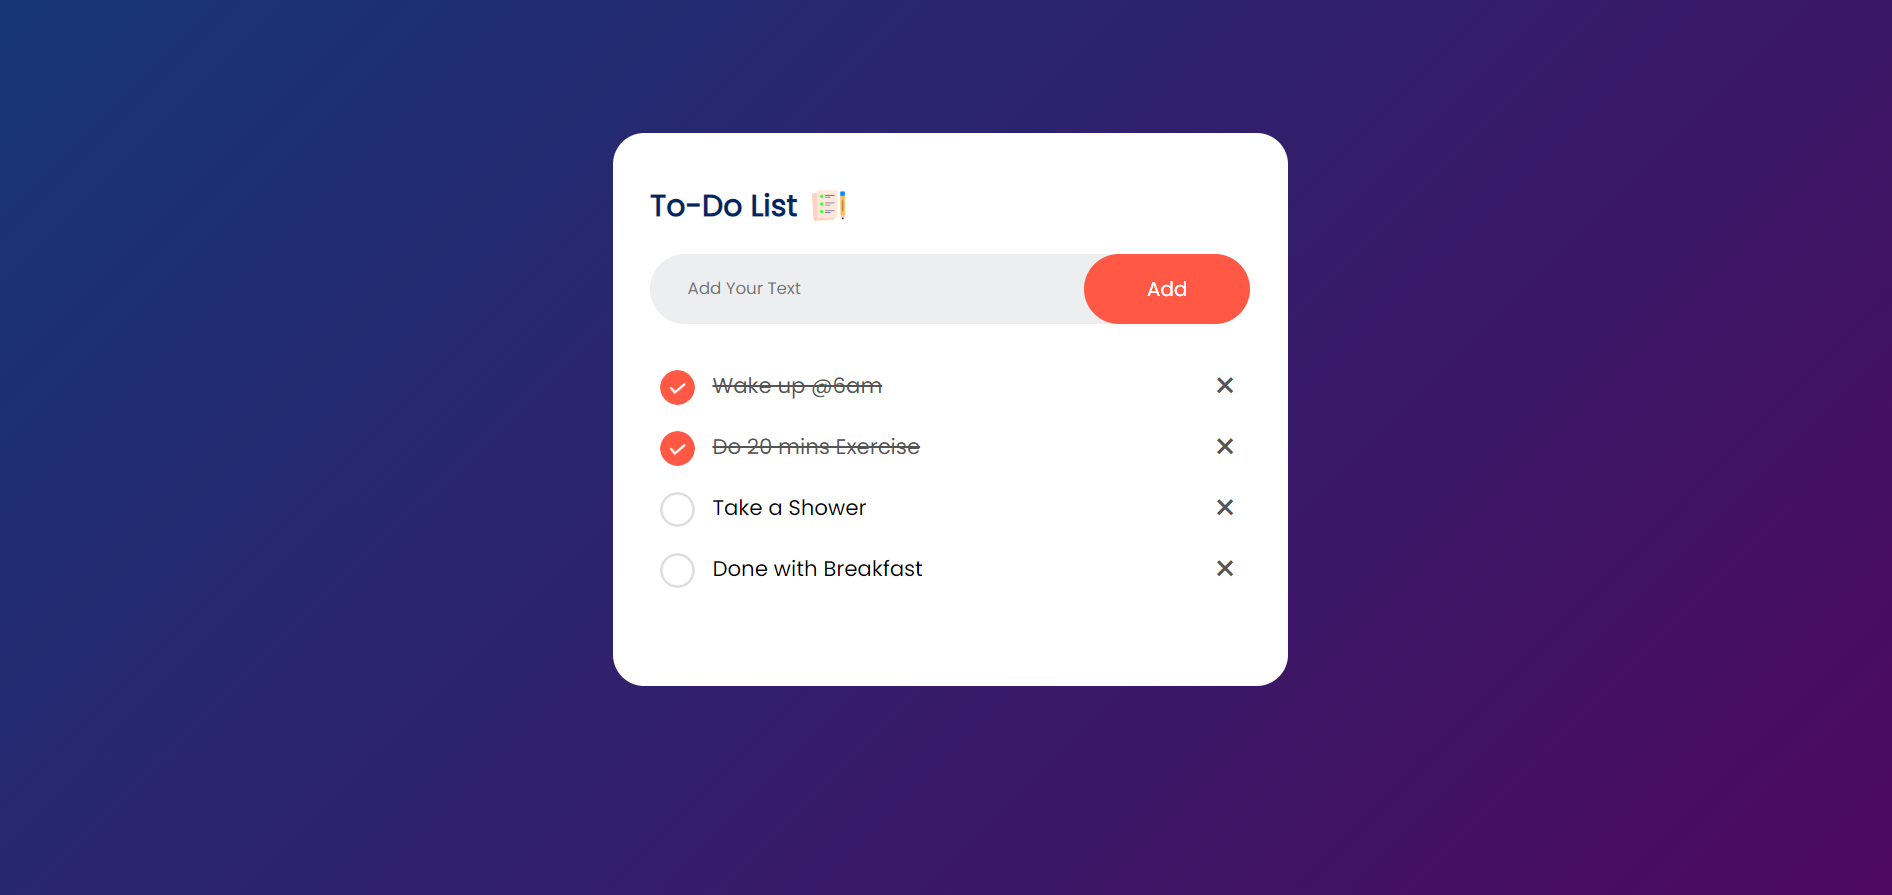 To-Do List
Add Your Text
Add
Wake up @6am
Do 20 mins Exercise
Take a Shower
Done with Breakfast